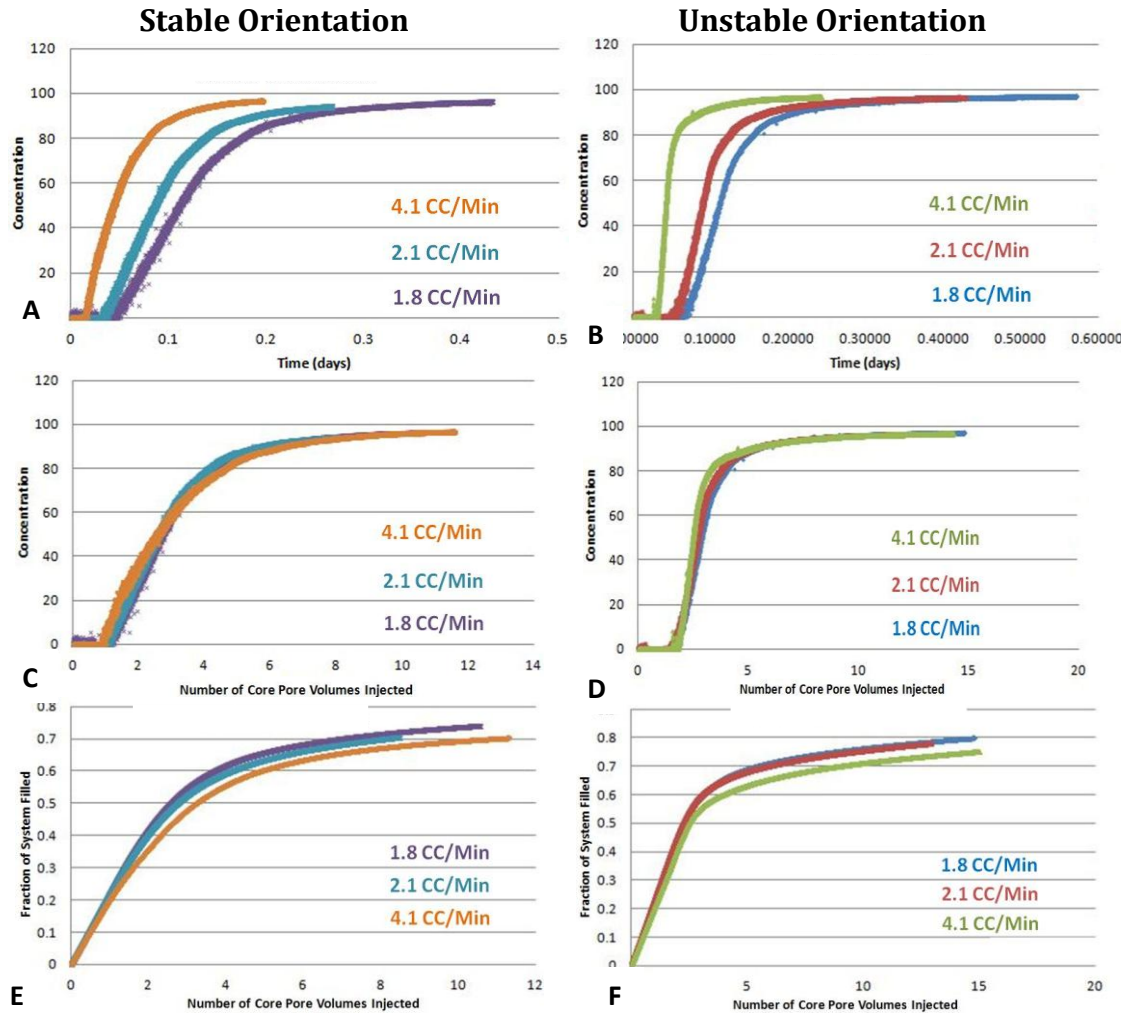 Stable Orientation
Unstable Orientation
120
100
80
60
40
20
Concentration
4.1 CC/Min
2.1 CC/Min
1.8 CC/Min
A
0 0.1 0.2 0.3 0.4 0.5
Time (days)
120
100
80
60
40
20
Concentration
4.1 CC/Min
2.1 CC/Min
1.8 CC/Min
B
00000 0.10000 0.20000 0.30000 0.40000 0.50000 0.60000
Time (days)
120
100
80
60
40
20
0
Concentration
4.1 CC/Min
2.1 CC/Min
1.8 CC/Min
0 2 4 6 8 10 12 14
C
Number of Core Pore Volumes Injected
120
100
80
60
40
20
0
Concentration
4.1 CC/Min
2.1 CC/Min
1.8 CC/Min
0 5 10 15 20
D
Number of Core Pore Volumes Injected
0.8
0.7
0.6
0.5
0.4
0.3
0.2
0.1
0
Fraction of System Filled
1.8 CC/Min
2.1 CC/Min
4.1 CC/Min
0 2 4 6 8 10 12
E
Number of Core Pore Volumes Injected
0.8
0.7
0.6
0.5
0.4
0.3
0.2
0.1
0
Fraction of System Filled
1.8 CC/Min
2.1 CC/Min
4.1 CC/Min
5 10 15 20
F
Number of Core Pore Volumes Injected